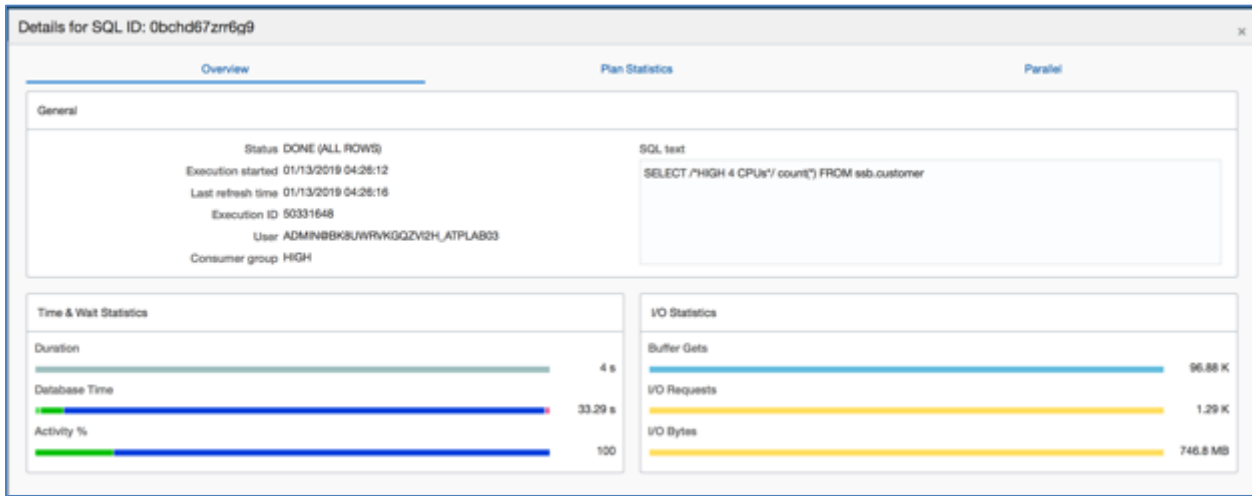 Details for SQL ID: 0bchd67zrr6g9
×
Overview
Plan Statistics
Parallel
General
Status DONE (ALL ROWS)
Execution started 01/13/2019 04:26:12
Last refresh time 01/13/2019 04:26:16
Execution ID 50331648
User ADMIN@BK8UWRVKGQZVI2H_ATPLAB03
Consumer group HIGH
SQL text
SELECT /*HIGH 4 CPUs*/ count(*) FROM ssb.customer
Time & Wait Statistics
Duration
4 s
Database Time
33.29 s
Activity %
100
I/O Statistics
Buffer Gets
96.88 K
I/O Requests
1.29 K
I/O Bytes
746.8 MB